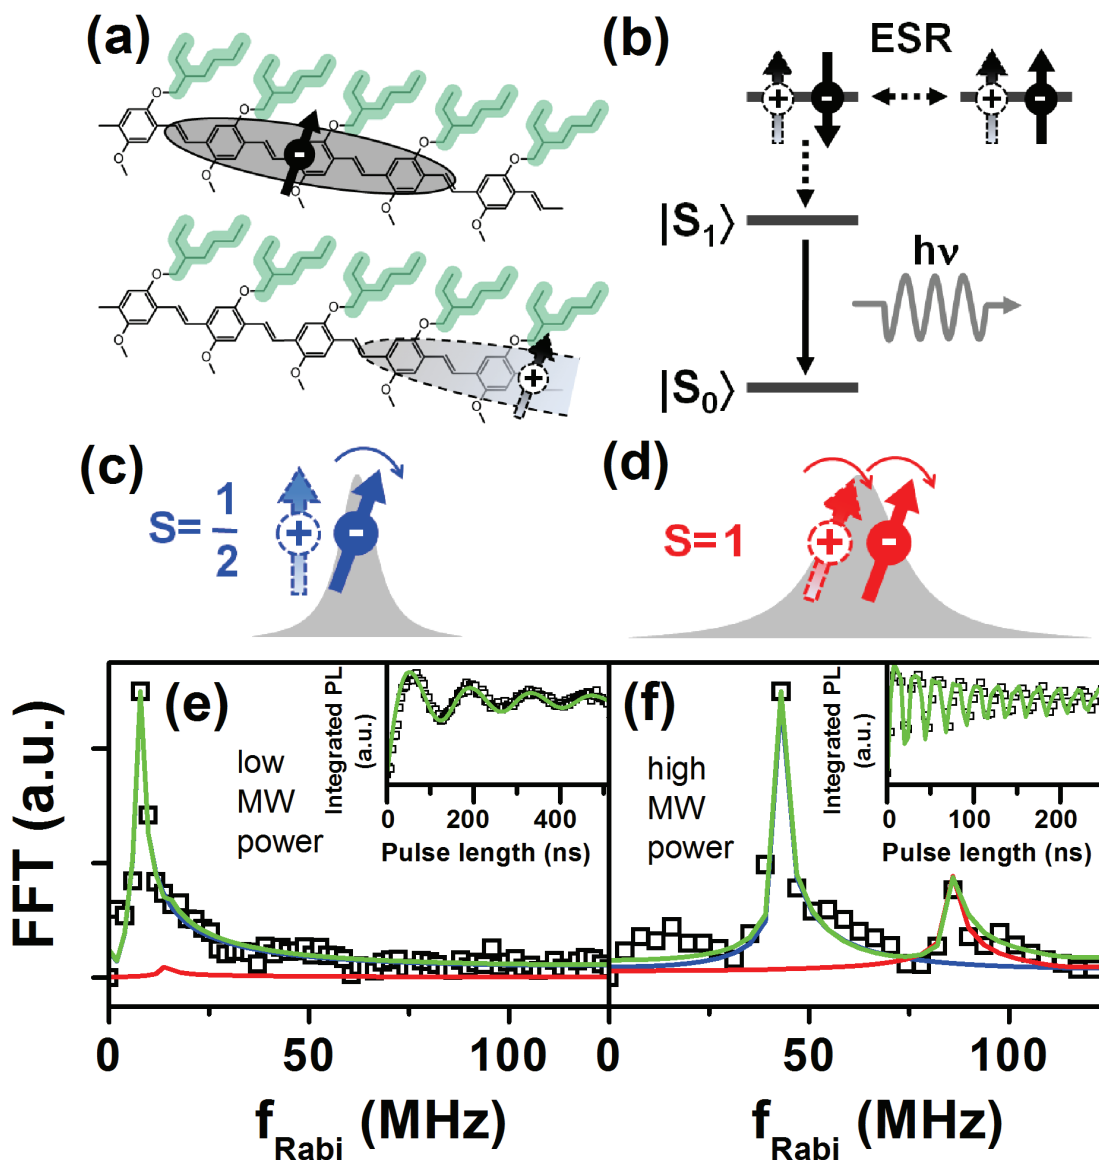 (a)
O
O
O
O
O
O
O
O
O
O
-
O
O
O
O
O
O
O
O
O
O
+
(b)
ESR
+
-
+
-
|S₁⟩
hν
|S₀⟩
(c)
S= 1/2
+
-
(d)
S=1
+
-
FFT (a.u.)
(e)
low
MW
power
Integrated PL
(a.u.)
0 200 400
Pulse length (ns)
0 50 100
f_Rabi (MHz)
(f)
high
MW
power
Integrated PL
(a.u.)
0 100 200
Pulse length (ns)
0 50 100
f_Rabi (MHz)